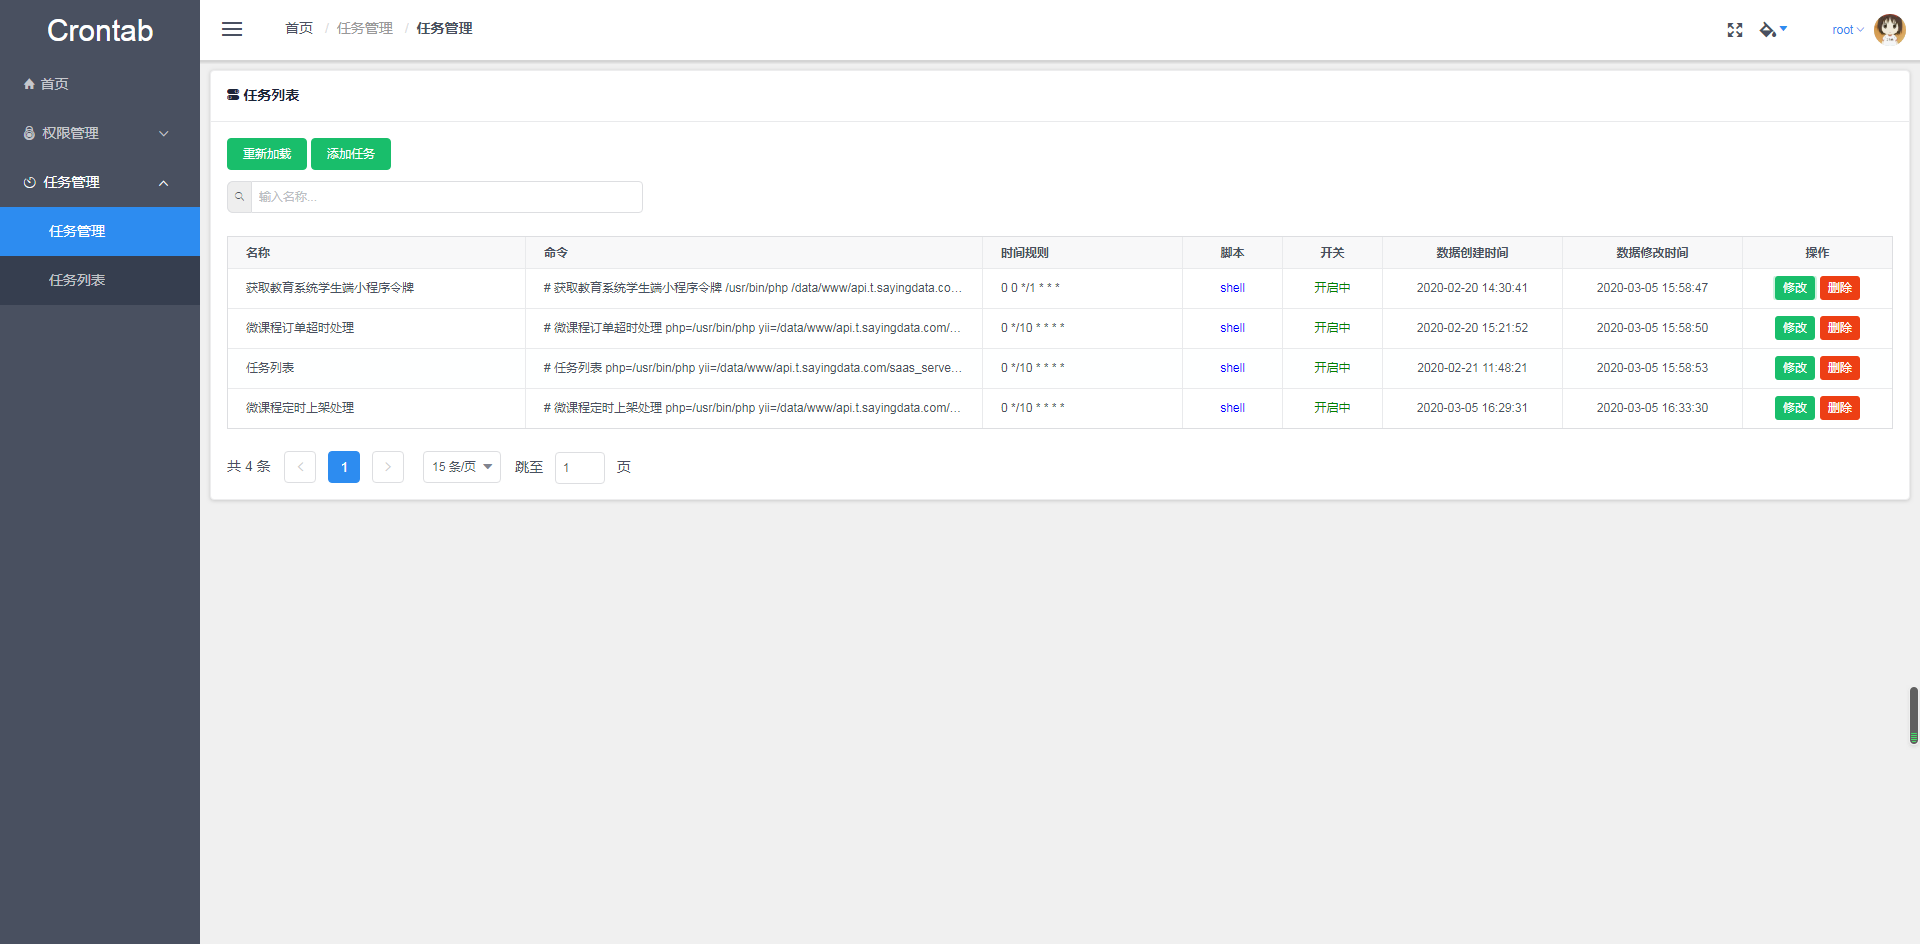 Crontab
首页
权限管理
任务管理
任务管理
任务列表
首页 / 任务管理 / 任务管理
root
任务列表
重新加载 添加任务
输入名称...
名称 命令 时间规则 脚本 开关 数据创建时间 数据修改时间 操作
获取教育系统学生端小程序令牌 # 获取教育系统学生端小程序令牌 /usr/bin/php /data/www/api.t.sayingdata.co... 0 0 */1 * * * shell 开启中 2020-02-20 14:30:41 2020-03-05 15:58:47 修改 删除
微课程订单超时处理 # 微课程订单超时处理 php=/usr/bin/php yii=/data/www/api.t.sayingdata.com/... 0 */10 * * * * shell 开启中 2020-02-20 15:21:52 2020-03-05 15:58:50 修改 删除
任务列表 # 任务列表 php=/usr/bin/php yii=/data/www/api.t.sayingdata.com/saas_serve... 0 */10 * * * * shell 开启中 2020-02-21 11:48:21 2020-03-05 15:58:53 修改 删除
微课程定时上架处理 # 微课程定时上架处理 php=/usr/bin/php yii=/data/www/api.t.sayingdata.com/... 0 */10 * * * * shell 开启中 2020-03-05 16:29:31 2020-03-05 16:33:30 修改 删除
共 4 条 1 15 条/页 跳至 1 页